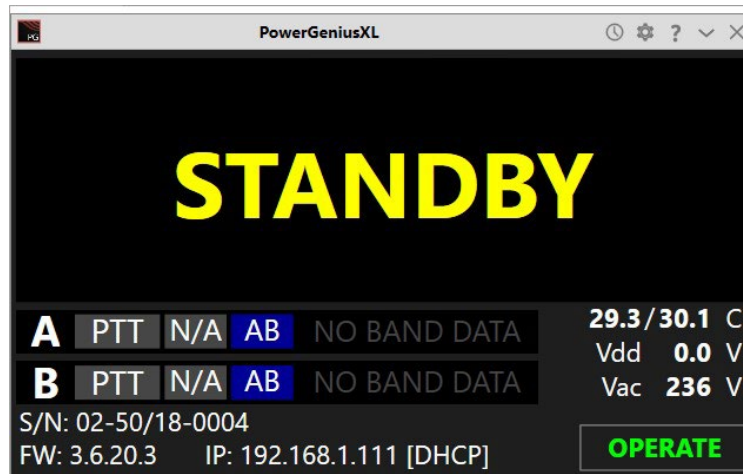 PG PowerGeniusXL ?
STANDBY
A PTT N/A AB NO BAND DATA 29.3/30.1 C
Vdd 0.0 V
B PTT N/A AB NO BAND DATA
Vac 236 V
S/N: 02-50/18-0004
FW: 3.6.20.3 IP: 192.168.1.111 [DHCP]
OPERATE